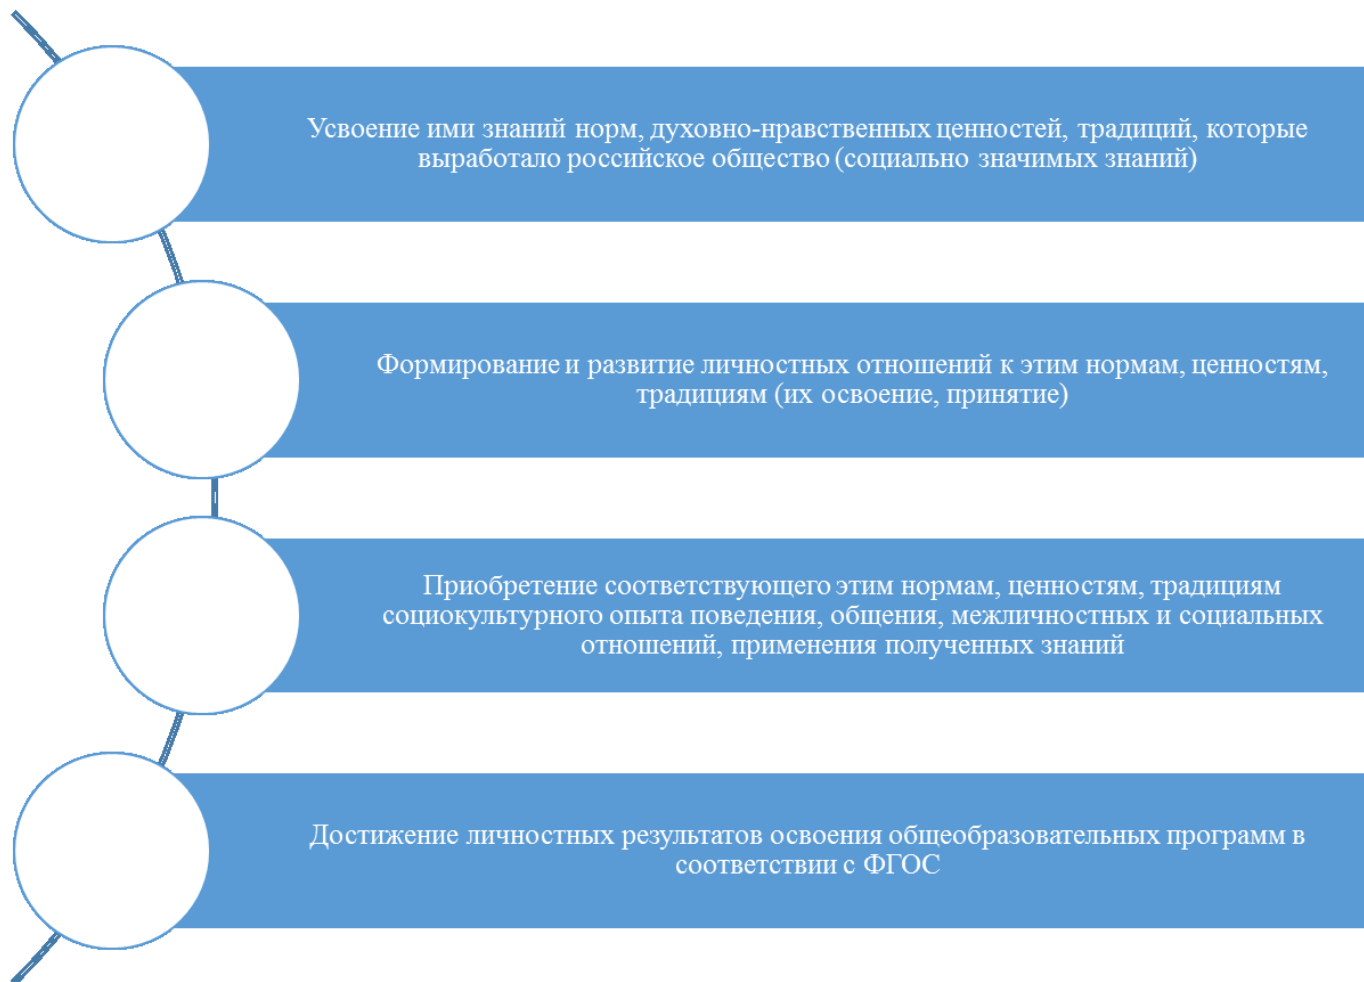 Усвоение ими знаний норм, духовно-нравственных ценностей, традиций, которые
выработало российское общество (социально значимых знаний)
Формирование и развитие личностных отношений к этим нормам, ценностям,
традициям (их освоение, принятие)
Приобретение соответствующего этим нормам, ценностям, традициям
социокультурного опыта поведения, общения, межличностных и социальных
отношений, применения полученных знаний
Достижение личностных результатов освоения общеобразовательных программ в
соответствии с ФГОС